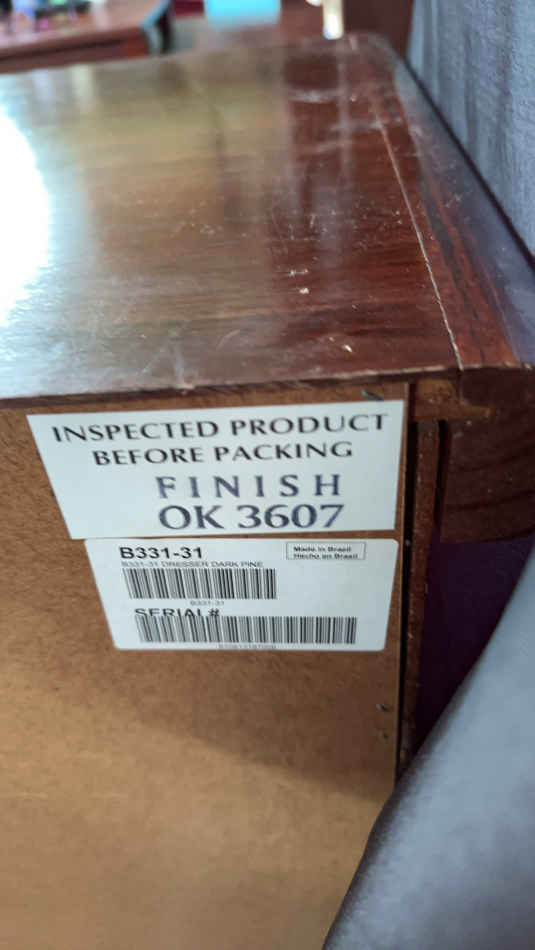 INSPECTED PRODUCT
BEFORE PACKING
FINISH
OK 3607
B331-31
Made in Brasil
Hecho en Brasil
B331-31 DRESSER DARK PINE
B331-31
SERIAL#